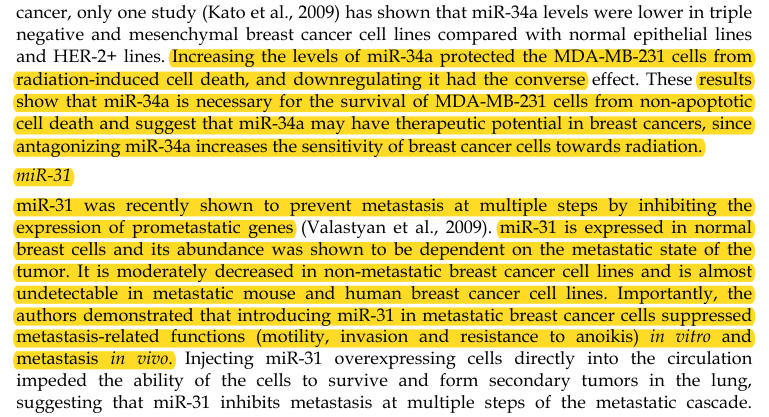 cancer, only one study (Kato et al., 2009) has shown that miR-34a levels were lower in triple
negative and mesenchymal breast cancer cell lines compared with normal epithelial lines
and HER-2+ lines. Increasing the levels of miR-34a protected the MDA-MB-231 cells from
radiation-induced cell death, and downregulating it had the converse effect. These results
show that miR-34a is necessary for the survival of MDA-MB-231 cells from non-apoptotic
cell death and suggest that miR-34a may have therapeutic potential in breast cancers, since
antagonizing miR-34a increases the sensitivity of breast cancer cells towards radiation.
miR-31
miR-31 was recently shown to prevent metastasis at multiple steps by inhibiting the
expression of prometastatic genes (Valastyan et al., 2009). miR-31 is expressed in normal
breast cells and its abundance was shown to be dependent on the metastatic state of the
tumor. It is moderately decreased in non-metastatic breast cancer cell lines and is almost
undetectable in metastatic mouse and human breast cancer cell lines. Importantly, the
authors demonstrated that introducing miR-31 in metastatic breast cancer cells suppressed
metastasis-related functions (motility, invasion and resistance to anoikis) in vitro and
metastasis in vivo. Injecting miR-31 overexpressing cells directly into the circulation
impeded the ability of the cells to survive and form secondary tumors in the lung,
suggesting that miR-31 inhibits metastasis at multiple steps of the metastatic cascade.